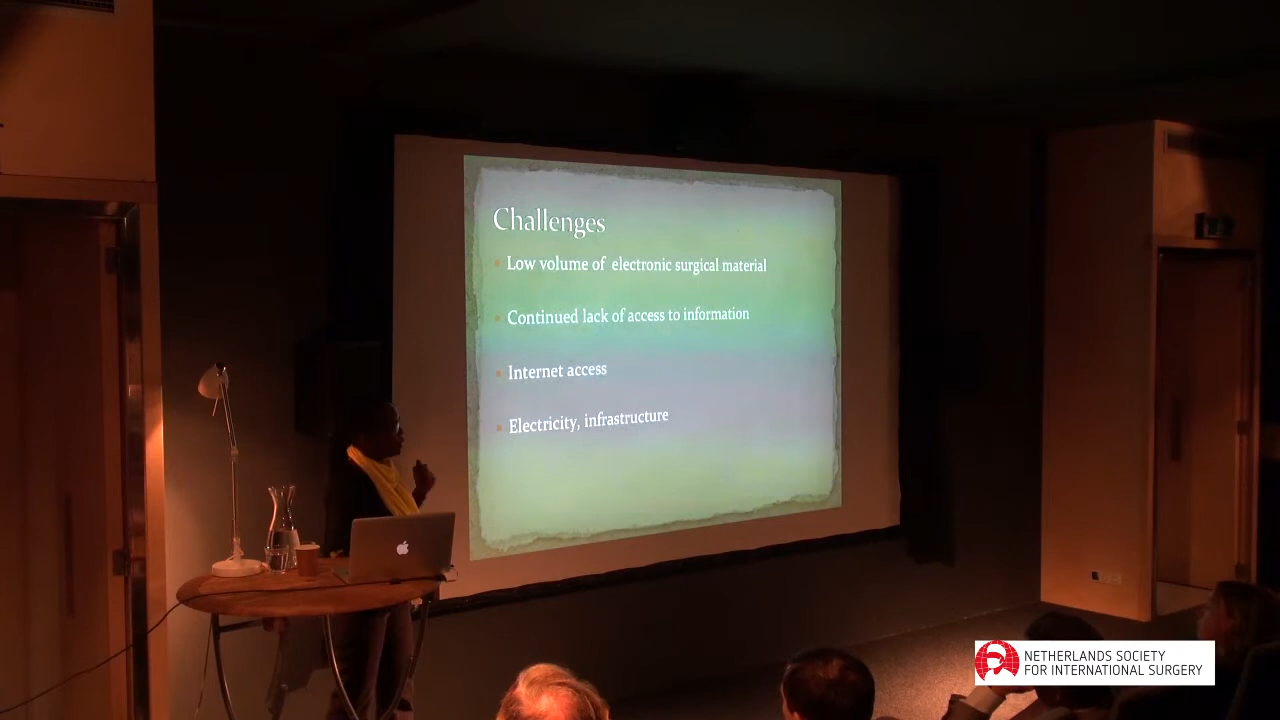 Challenges
Low volume of electronic surgical material
Continued lack of access to information
Internet access
Electricity, infrastructure
NETHERLANDS SOCIETY
FOR INTERNATIONAL SURGERY